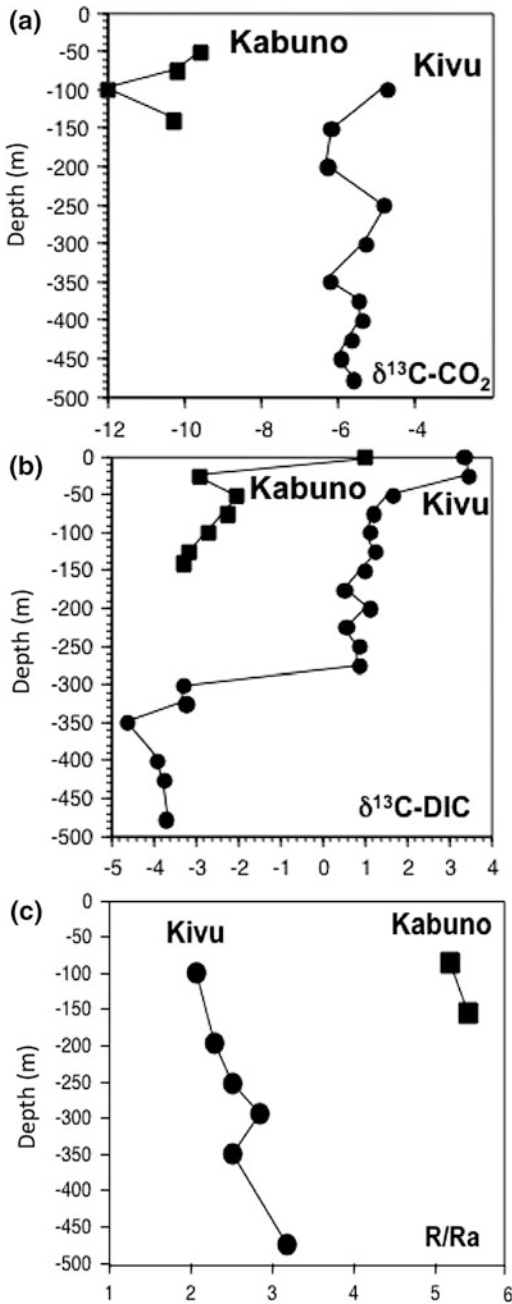 (a)
0
-50
-100
-150
-200
-250
-300
-350
-400
-450
-500
Depth (m)
Kabuno
Kivu
δ¹³C-CO₂
-12 -10 -8 -6 -4
(b)
0
-50
-100
-150
-200
-250
-300
-350
-400
-450
-500
Depth (m)
Kabuno
Kivu
δ¹³C-DIC
-5 -4 -3 -2 -1 0 1 2 3 4
(c)
0
-50
-100
-150
-200
-250
-300
-350
-400
-450
-500
Depth (m)
Kivu
Kabuno
R/Ra
1 2 3 4 5 6